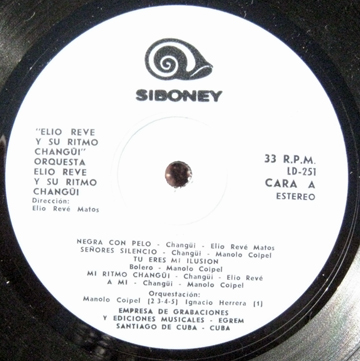 SIBONEY
"ELIO REVE
Y SU RITMO
CHANGÜI"
ORQUESTA
ELIO REVE
Y SU RITMO
CHANGÜI
Dirección:
Elio Revé Matos
33 R.P.M.
LD-251
CARA A
ESTEREO
NEGRA CON PELO - Changüi - Elio Revé Matos
SEÑORES SILENCIO - Changüi - Manolo Coipel
TU ERES MI ILUSION
Bolero - Manolo Coipel
MI RITMO CHANGÜI - Changüi - Elio Revé
A MI - Changüi - Manolo Coipel
Orquestación:
Manolo Coipel [2-3-4-5] Ignacio Herrera [1]
EMPRESA DE GRABACIONES
Y EDICIONES MUSICALES - EGREM
SANTIAGO DE CUBA - CUBA